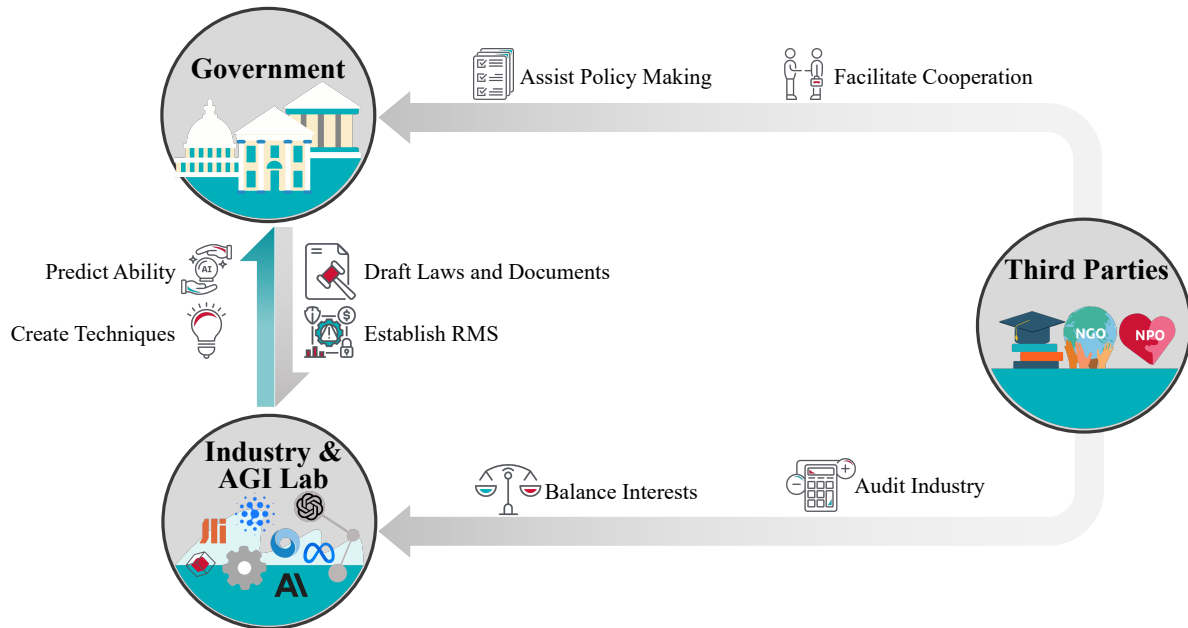 Government
Assist Policy Making
Facilitate Cooperation
Predict Ability
AI
Draft Laws and Documents
Create Techniques
Establish RMS
Third Parties
NGO
NPO
Industry &
AGI Lab
Balance Interests
Audit Industry